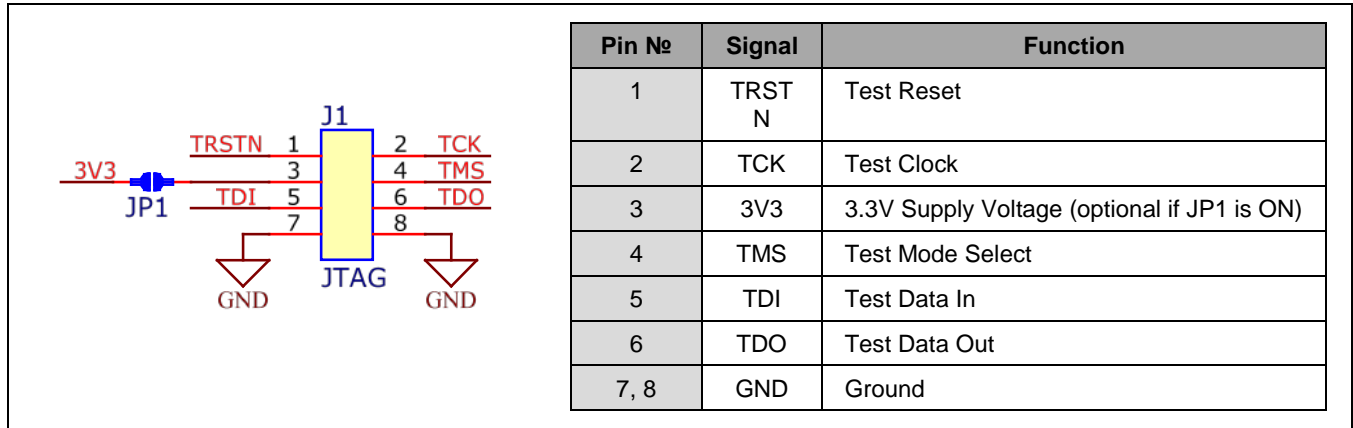 J1
TRSTN 1 2 TCK
3V3 3 4 TMS
JP1 TDI 5 6 TDO
7 8
JTAG
GND GND
Pin № Signal Function
1 TRST Test Reset
N
2 TCK Test Clock
3 3V3 3.3V Supply Voltage (optional if JP1 is ON)
4 TMS Test Mode Select
5 TDI Test Data In
6 TDO Test Data Out
7, 8 GND Ground